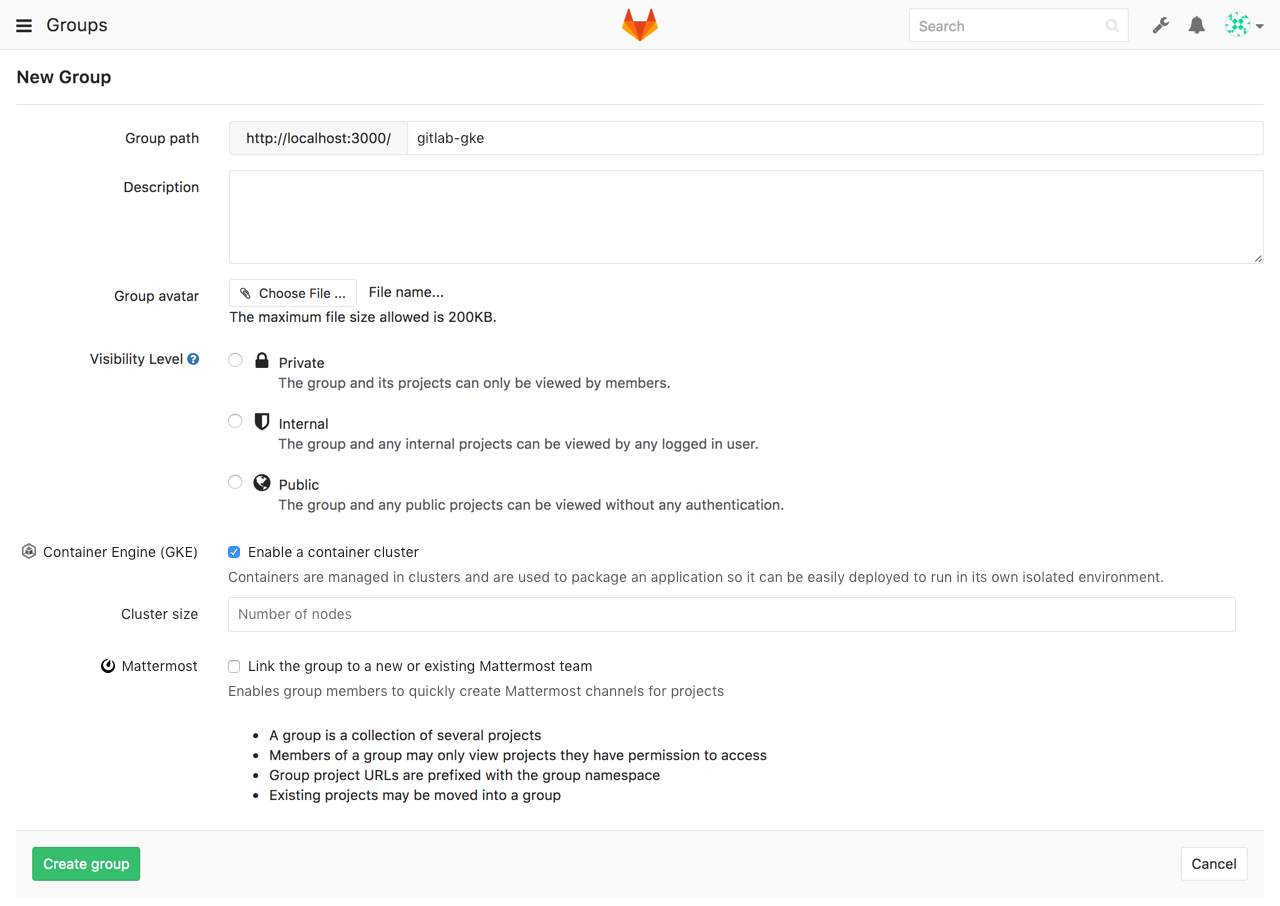 Groups
Search
New Group
Group path http://localhost:3000/ gitlab-gke
Description
Group avatar Choose File ... File name...
The maximum file size allowed is 200KB.
Visibility Level ?
Private
The group and its projects can only be viewed by members.
Internal
The group and any internal projects can be viewed by any logged in user.
Public
The group and any public projects can be viewed without any authentication.
Container Engine (GKE) Enable a container cluster
Containers are managed in clusters and are used to package an application so it can be easily deployed to run in its own isolated environment.
Cluster size Number of nodes
Mattermost Link the group to a new or existing Mattermost team
Enables group members to quickly create Mattermost channels for projects
• A group is a collection of several projects
• Members of a group may only view projects they have permission to access
• Group project URLs are prefixed with the group namespace
• Existing projects may be moved into a group
Create group Cancel